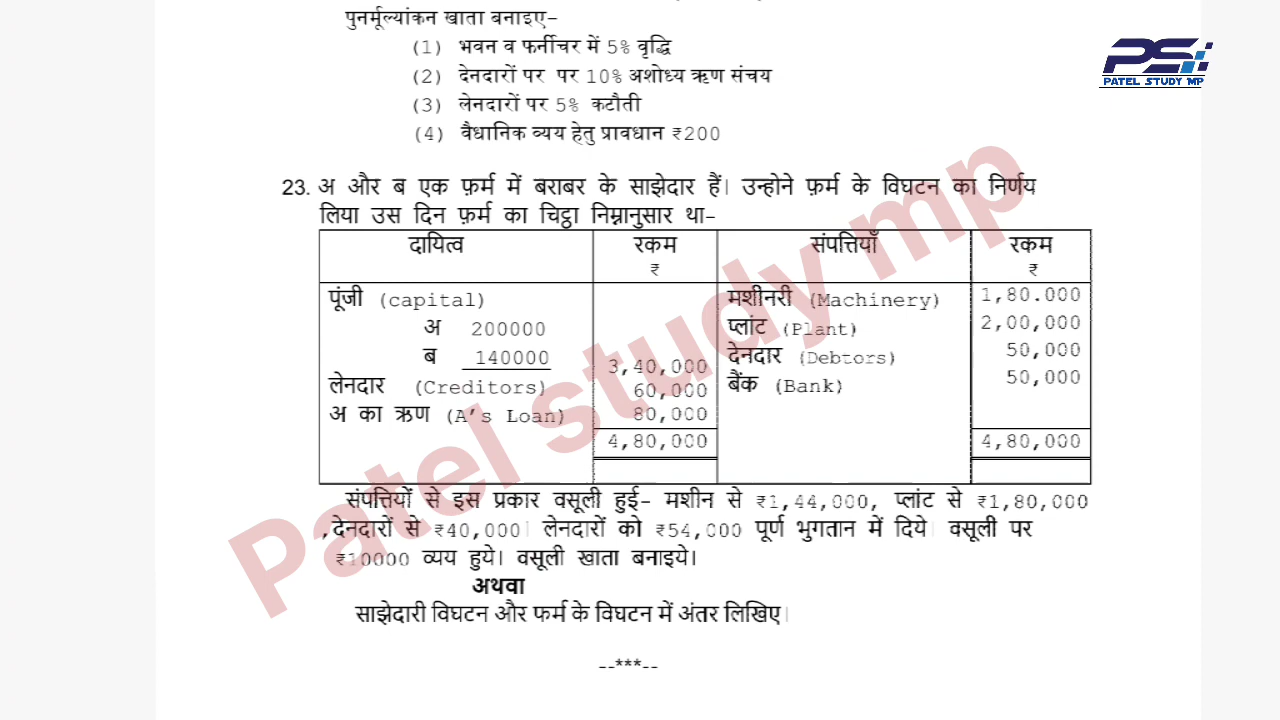 पुनर्मूल्यांकन खाता बनाइए–
(1) भवन व फर्नीचर में 5% वृद्धि
(2) देनदारों पर पर 10% अशोध्य ऋण संचय
(3) लेनदारों पर 5% कटौती
(4) वैधानिक व्यय हेतु प्रावधान ₹200
PS
PATEL STUDY MP
23. अ और ब एक फ़र्म में बराबर के साझेदार हैं। उन्होने फ़र्म के विघटन का निर्णय
लिया उस दिन फ़र्म का चिट्ठा निम्नानुसार था–
दायित्व रकम संपत्तियाँ रकम
₹ ₹
पूंजी (capital) मशीनरी (Machinery) 1,80.000
अ 200000 प्लांट (Plant) 2,00,000
ब 140000 3,40,000 देनदार (Debtors) 50,000
लेनदार (Creditors) 60,000 बैंक (Bank) 50,000
अ का ऋण (A’s Loan) 80,000
4,80,000 4,80,000
संपत्तियों से इस प्रकार वसूली हुई– मशीन से ₹1,44,000, प्लांट से ₹1,80,000
,देनदारों से ₹40,000। लेनदारों को ₹54,000 पूर्ण भुगतान में दिये। वसूली पर
₹10000 व्यय हुये। वसूली खाता बनाइये।
अथवा
साझेदारी विघटन और फर्म के विघटन में अंतर लिखिए।
--***--
Patel study mp